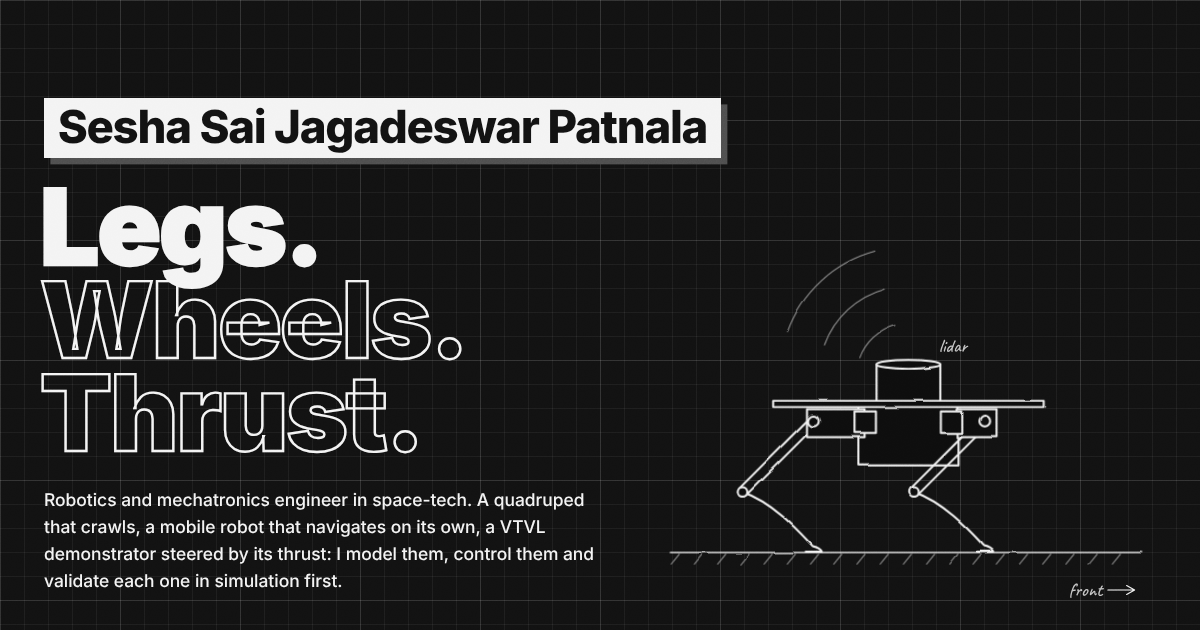 Sesha Sai Jagadeswar Patnala
Legs.
Wheels.
Thrust.
Robotics and mechatronics engineer in space-tech. A quadruped
that crawls, a mobile robot that navigates on its own, a VTVL
demonstrator steered by its thrust: I model them, control them and
validate each one in simulation first.
lidar
front